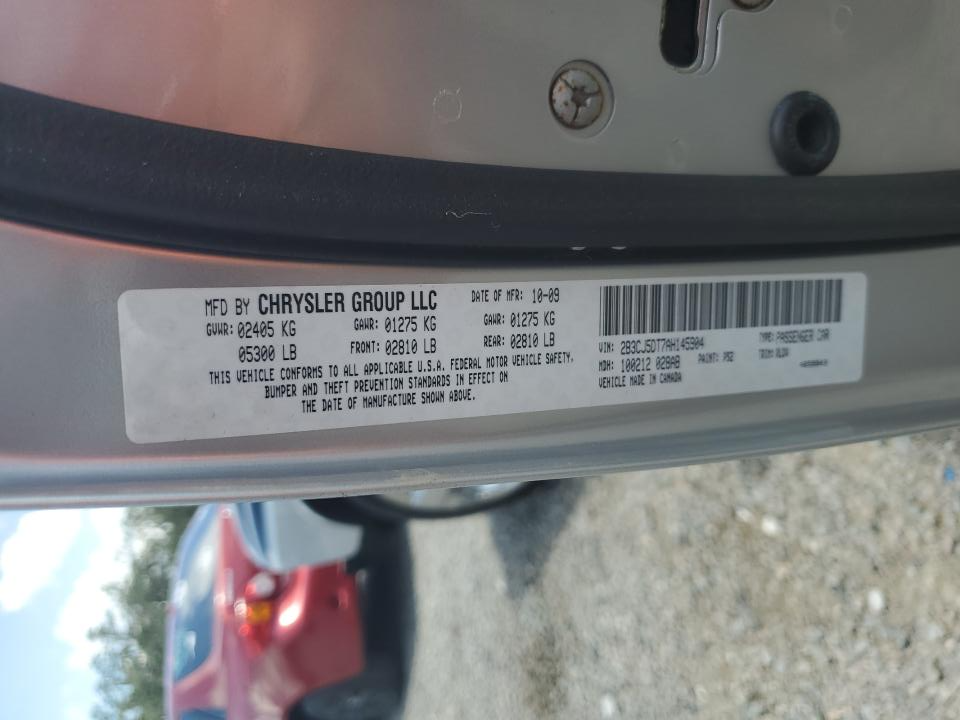 MFD BY CHRYSLER GROUP LLC DATE OF MFR: 10-09
GVWR: 02405 KG GAWR: 01275 KG GAWR: 01275 KG
05300 LB FRONT: 02810 LB REAR: 02810 LB
THIS VEHICLE CONFORMS TO ALL APPLICABLE U.S.A. FEDERAL MOTOR VEHICLE SAFETY,
BUMPER AND THEFT PREVENTION STANDARDS IN EFFECT ON
THE DATE OF MANUFACTURE SHOWN ABOVE.
VIN: 2B3CJ5DT7AH145904 TYPE: PASSENGER CAR
MDH: 100212 028AB PAINT: PS2 TRIM:
VEHICLE MADE IN CANADA